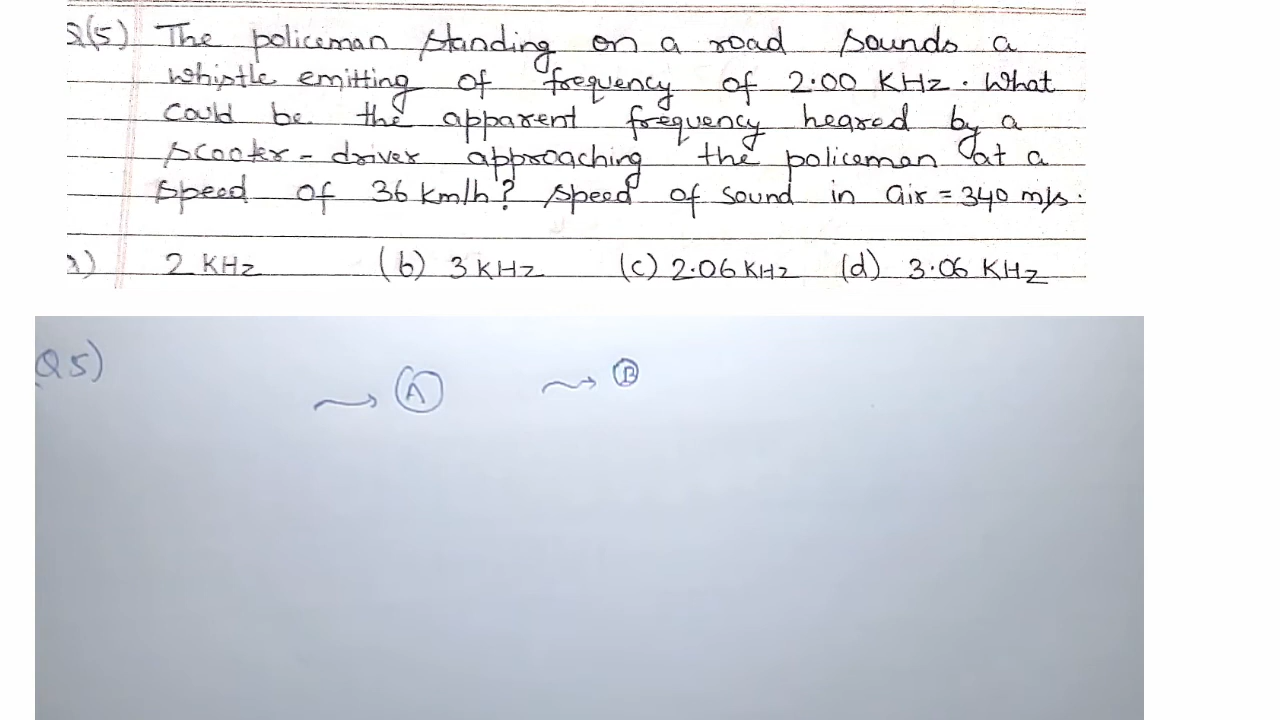 Q(5) The policeman standing on a road sounds a
whistle emitting of frequency of 2.00 KHz. What
could be the apparent frequency heared by a
scooter-driver approaching the policeman at a
speed of 36 Km/h? speed of sound in air = 340 m/s.
a) 2 KHz (b) 3 KHz (c) 2.06 KHz (d) 3.06 KHz
Q5) A B